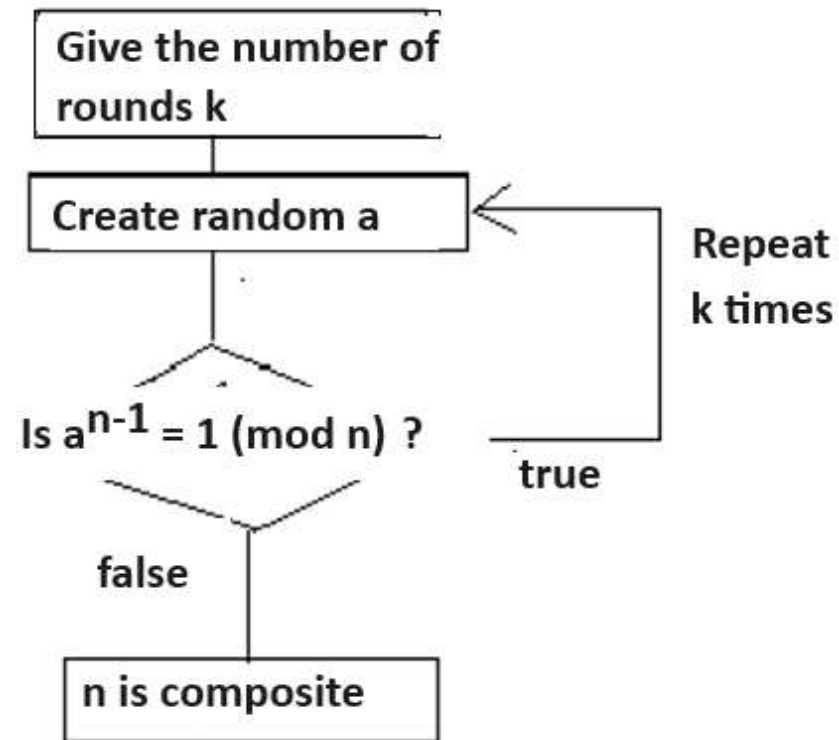 Give the number of
rounds k
Create random a
Repeat
k times
Is a^{n-1} = 1 (mod n) ?
true
false
n is composite